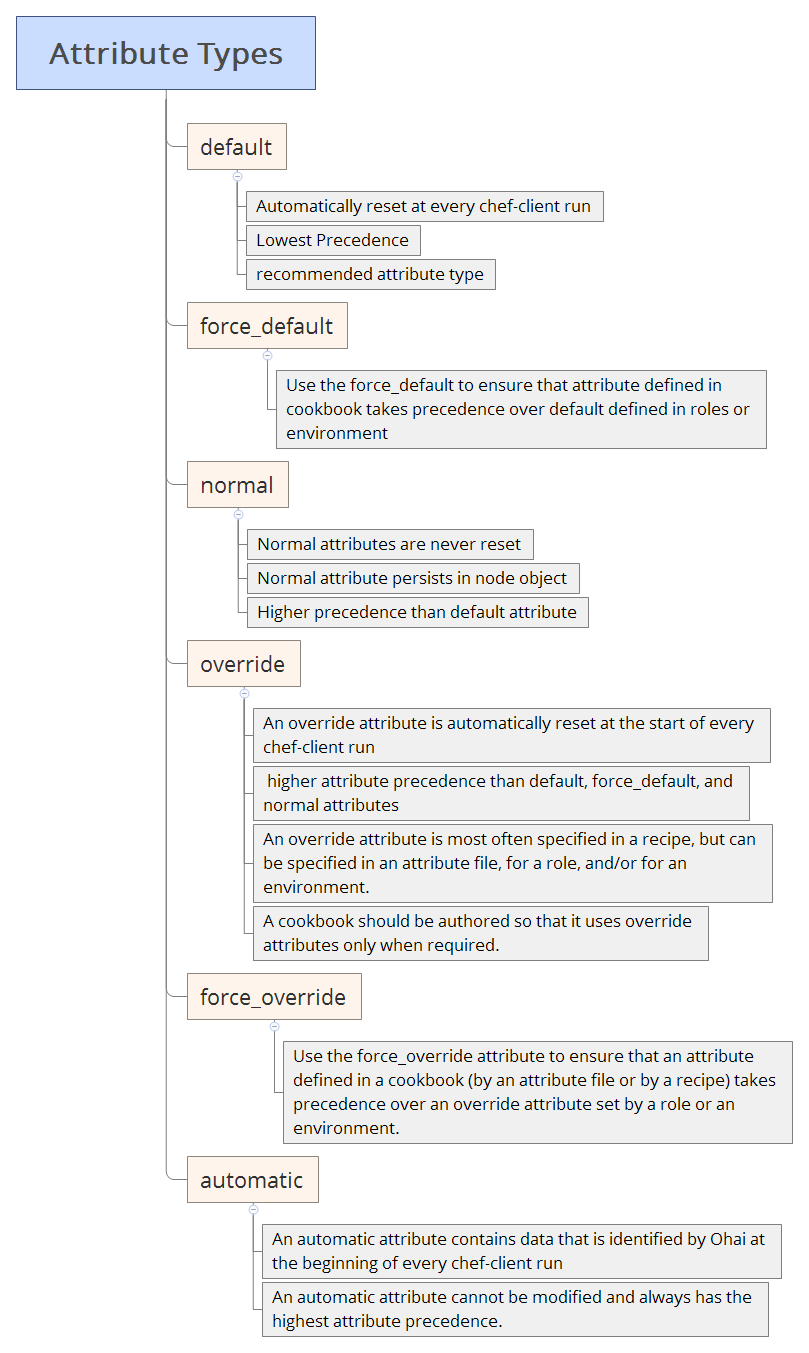 Attribute Types
default
Automatically reset at every chef-client run
Lowest Precedence
recommended attribute type
force_default
Use the force_default to ensure that attribute defined in
cookbook takes precedence over default defined in roles or
environment
normal
Normal attributes are never reset
Normal attribute persists in node object
Higher precedence than default attribute
override
An override attribute is automatically reset at the start of every
chef-client run
higher attribute precedence than default, force_default, and
normal attributes
An override attribute is most often specified in a recipe, but can
be specified in an attribute file, for a role, and/or for an
environment.
A cookbook should be authored so that it uses override
attributes only when required.
force_override
Use the force_override attribute to ensure that an attribute
defined in a cookbook (by an attribute file or by a recipe) takes
precedence over an override attribute set by a role or an
environment.
automatic
An automatic attribute contains data that is identified by Ohai at
the beginning of every chef-client run
An automatic attribute cannot be modified and always has the
highest attribute precedence.